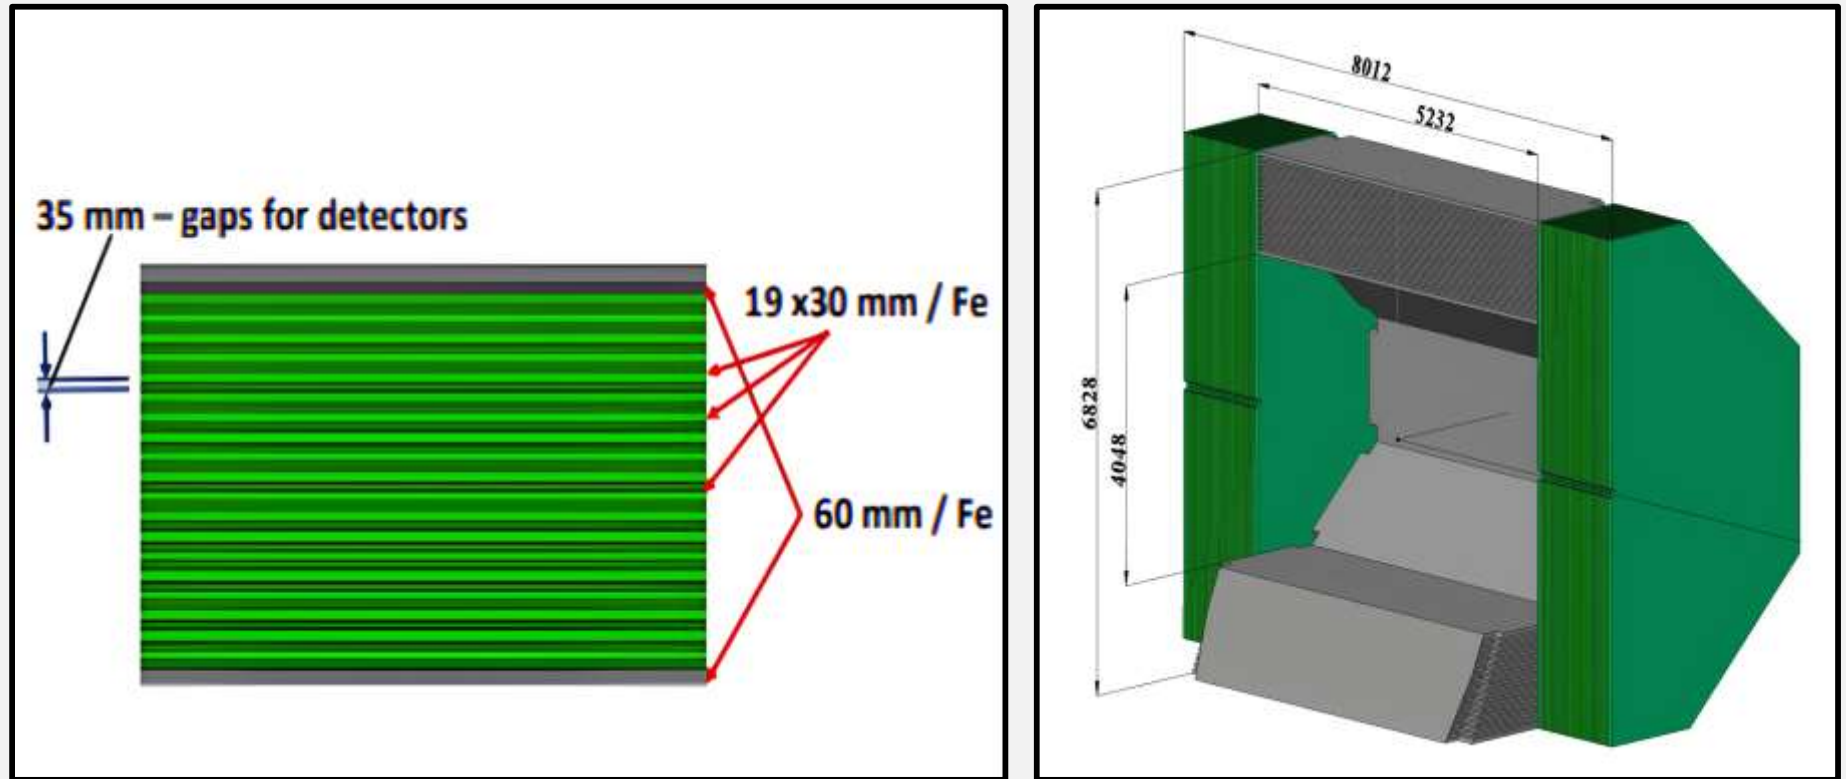 35 mm – gaps for detectors
19 x30 mm / Fe
60 mm / Fe
8012
5232
6828
4048